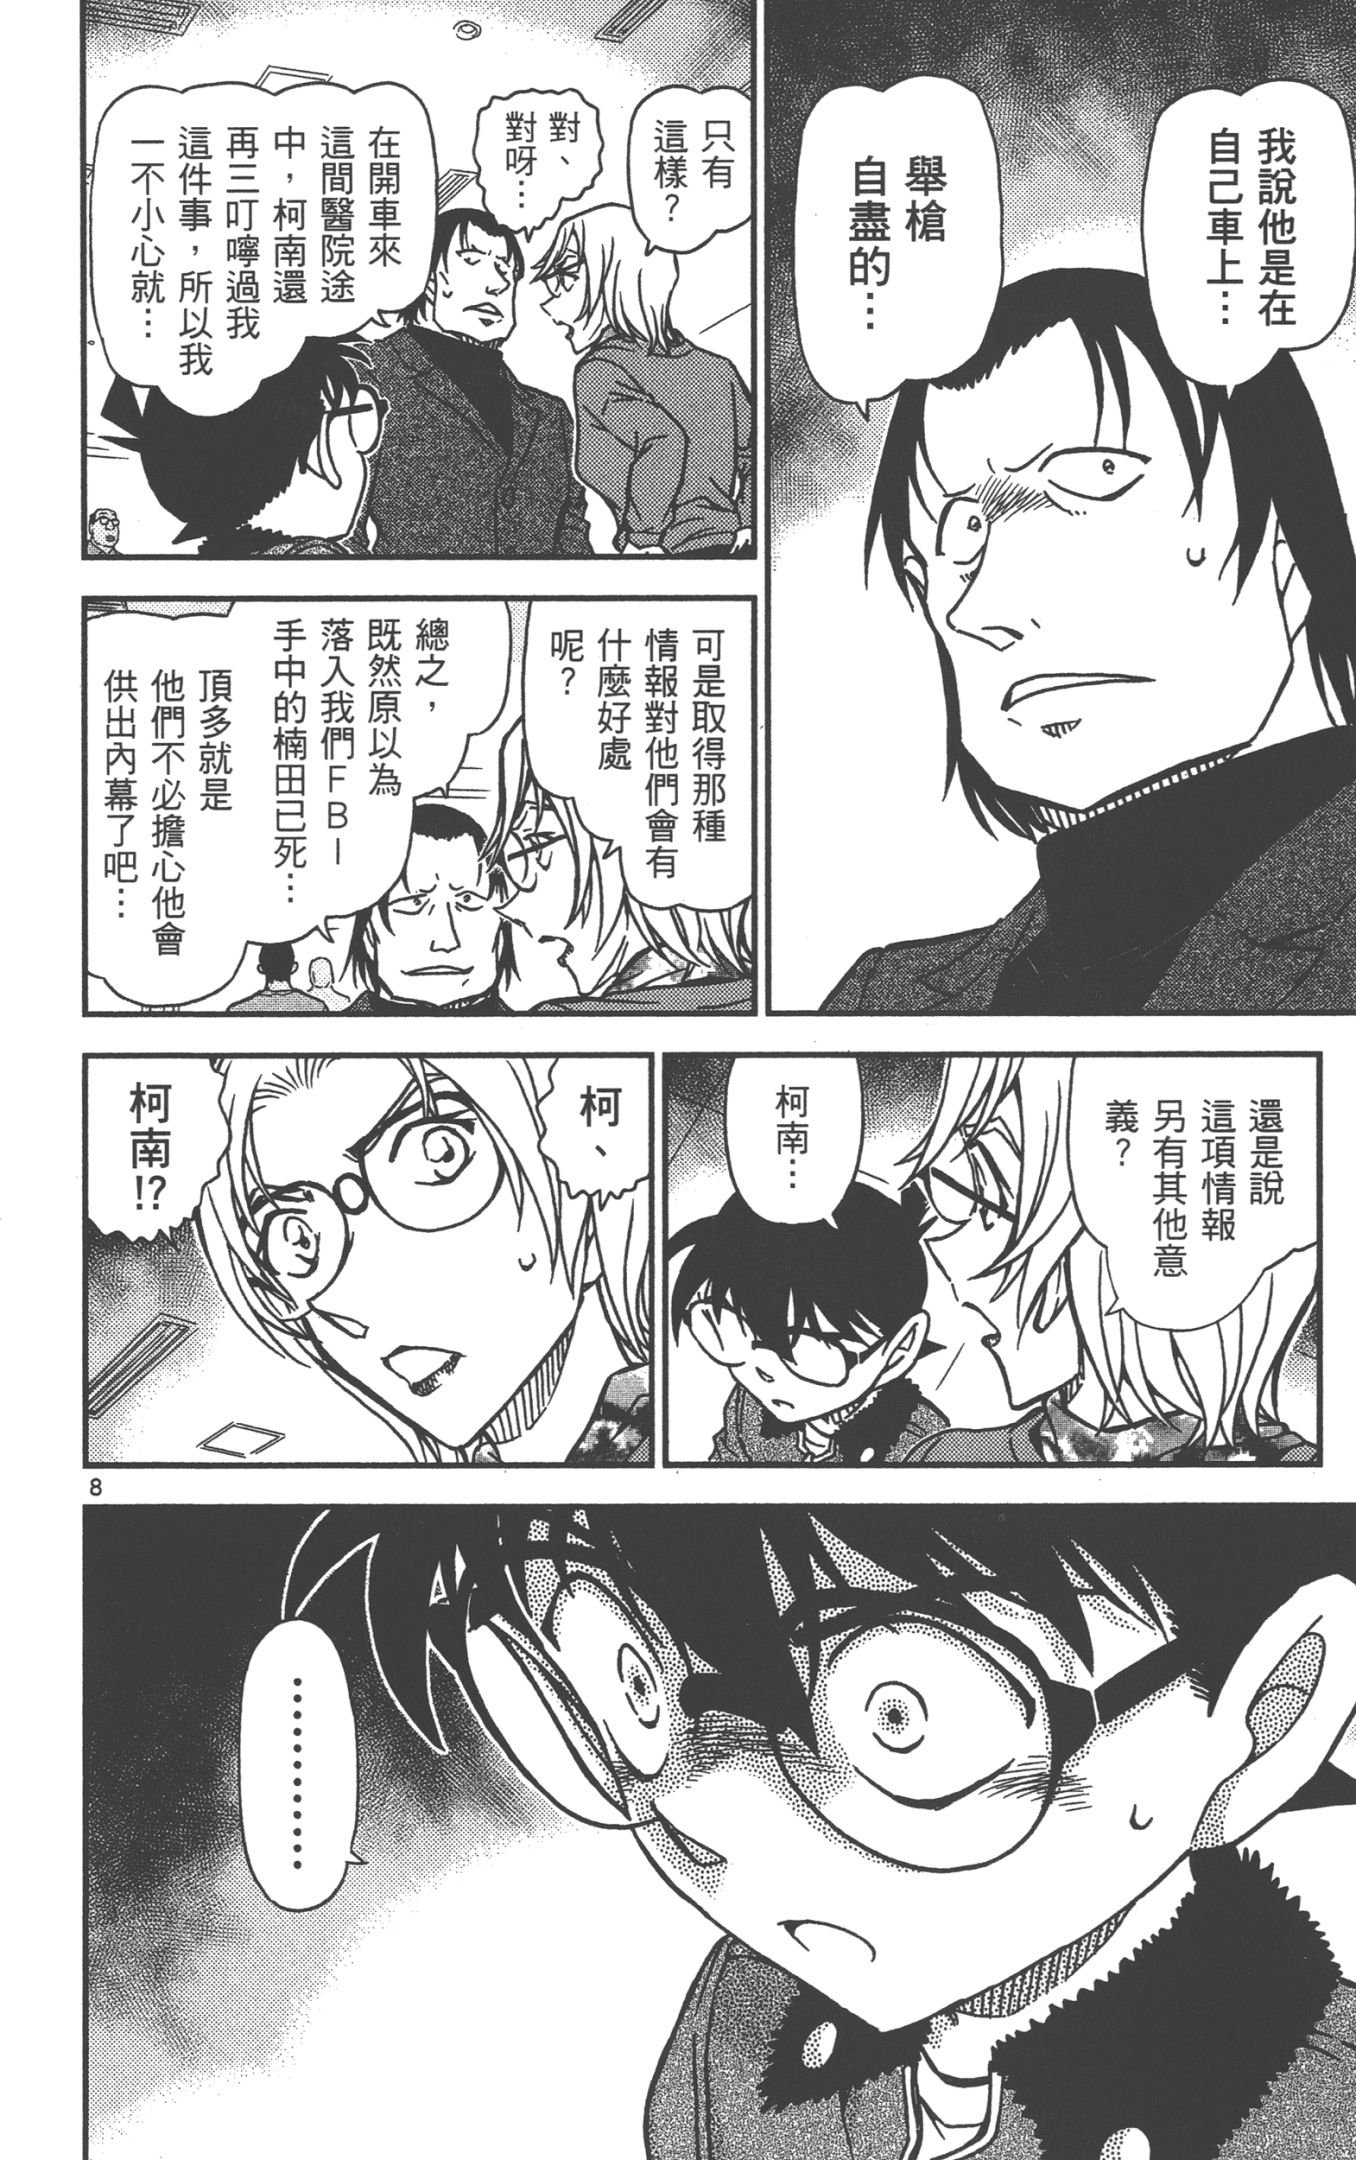 我說他是在
自己車上…
舉槍
自盡的…
只有
這樣？
對、
對呀…
在開車來
這間醫院途
中，柯南還
再三叮嚀過我
這件事，所以我
一不小心就…
可是取得那種
情報對他們會有
什麼好處
呢？
總之，
既然原以為
落入我們FBI
手中的楠田已死…
頂多就是
他們不必擔心他會
供出內幕了吧…
還是說
這項情報
另有其他意
義？
柯南…
柯、
柯南!?
8
…………